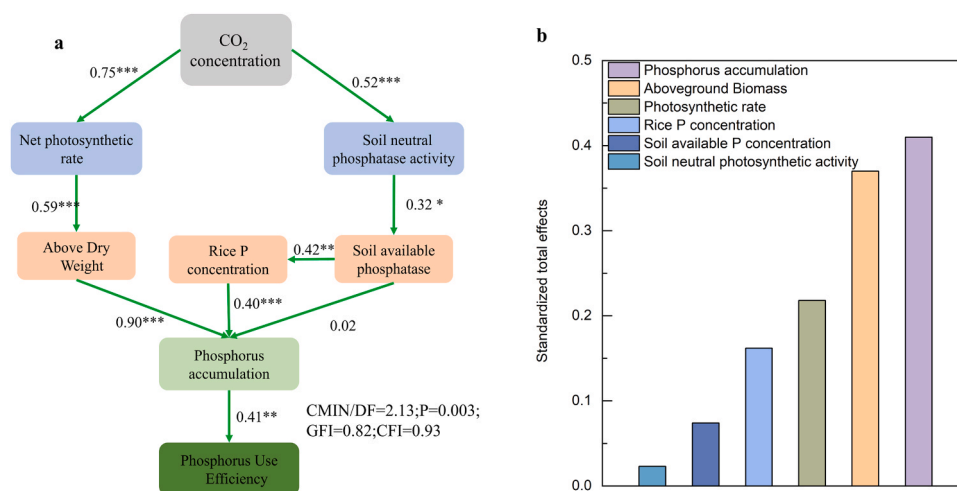 a
CO₂
concentration
0.75***
0.52***
Net photosynthetic
rate
Soil neutral
phosphatase activity
0.59***
0.32 *
Above Dry
Weight
Rice P
concentration
0.42**
Soil available
phosphatase
0.90***
0.40***
0.02
Phosphorus
accumulation
0.41**
CMIN/DF=2.13;P=0.003;
GFI=0.82;CFI=0.93
Phosphorus Use
Efficiency
b
Standardized total effects
0.5
0.4
0.3
0.2
0.1
0.0
Phosphorus accumulation
Aboveground Biomass
Photosynthetic rate
Rice P concentration
Soil available P concentration
Soil neutral photosynthetic activity